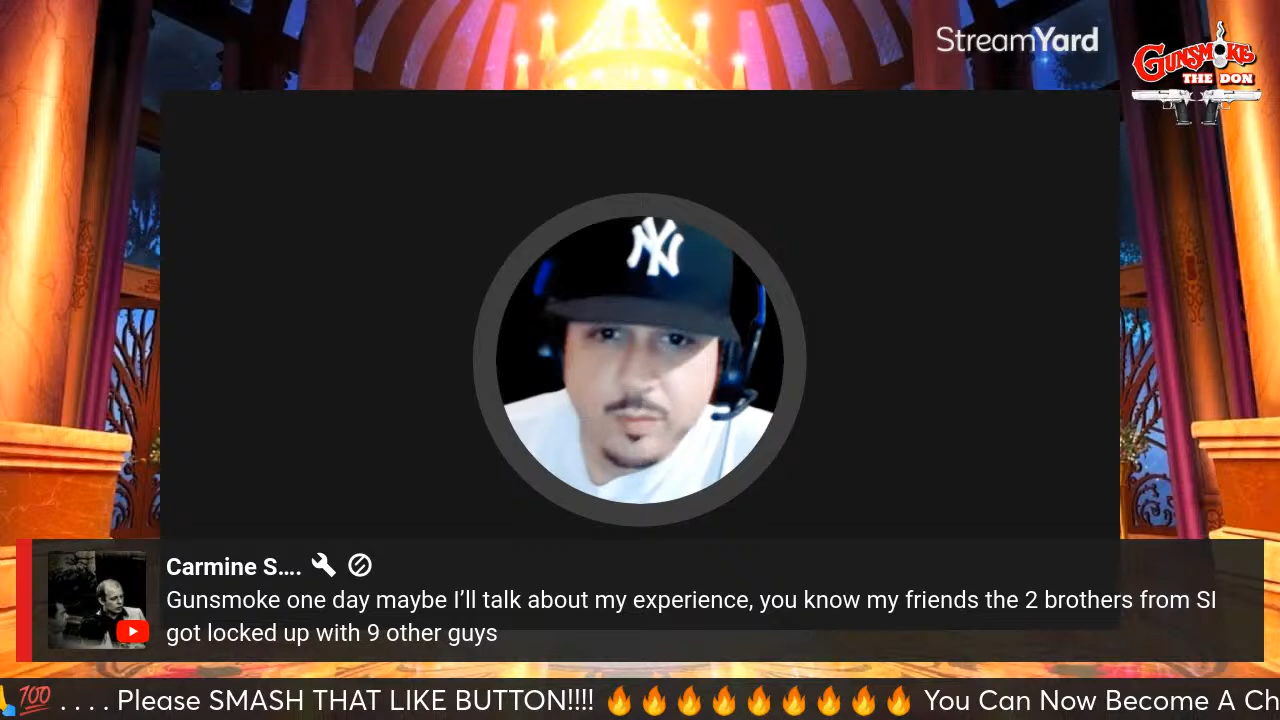 StreamYard
GUNSMOKE
THE DON
NY
Carmine S....
Gunsmoke one day maybe I’ll talk about my experience, you know my friends the 2 brothers from SI
got locked up with 9 other guys
💯 . . . . Please SMASH THAT LIKE BUTTON!!!! 🔥🔥🔥🔥🔥🔥🔥🔥🔥 You Can Now Become A Ch